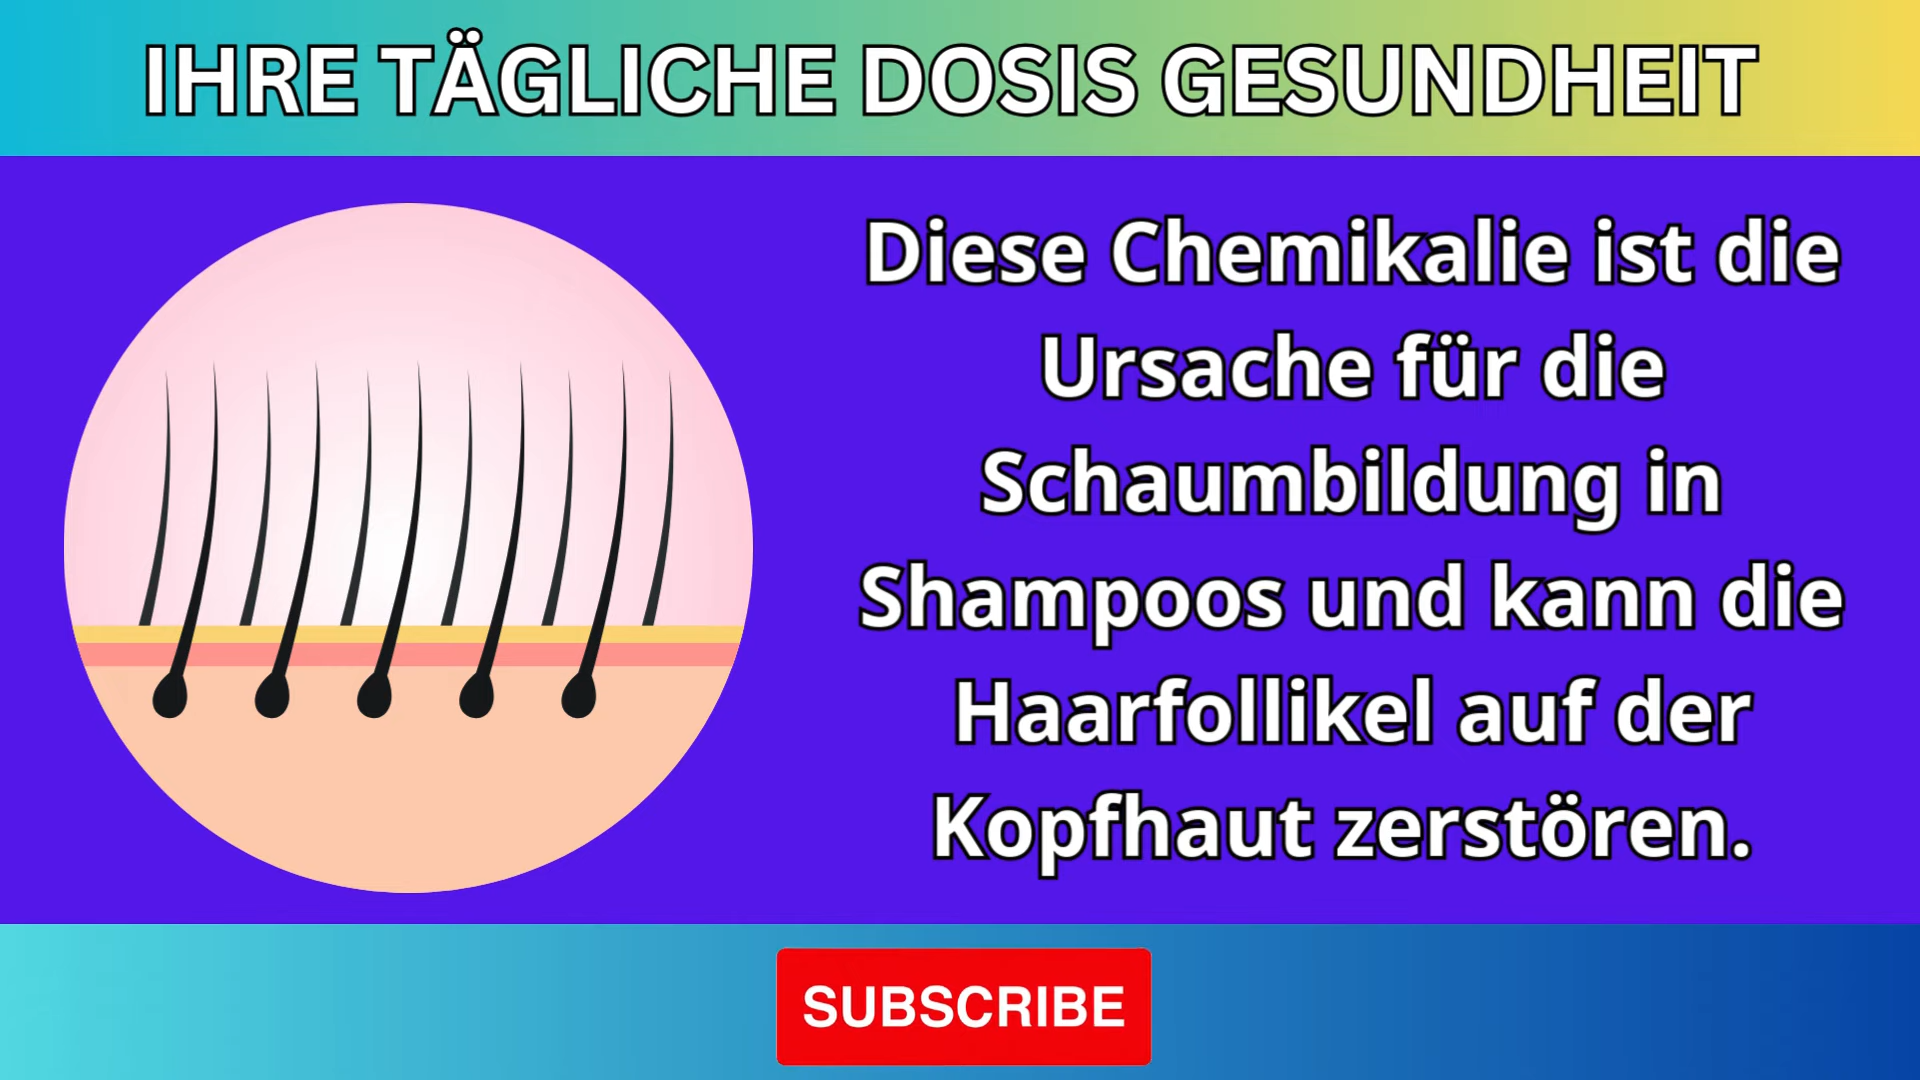 IHRE TÄGLICHE DOSIS GESUNDHEIT
Diese Chemikalie ist die
Ursache für die
Schaumbildung in
Shampoos und kann die
Haarfollikel auf der
Kopfhaut zerstören.
SUBSCRIBE